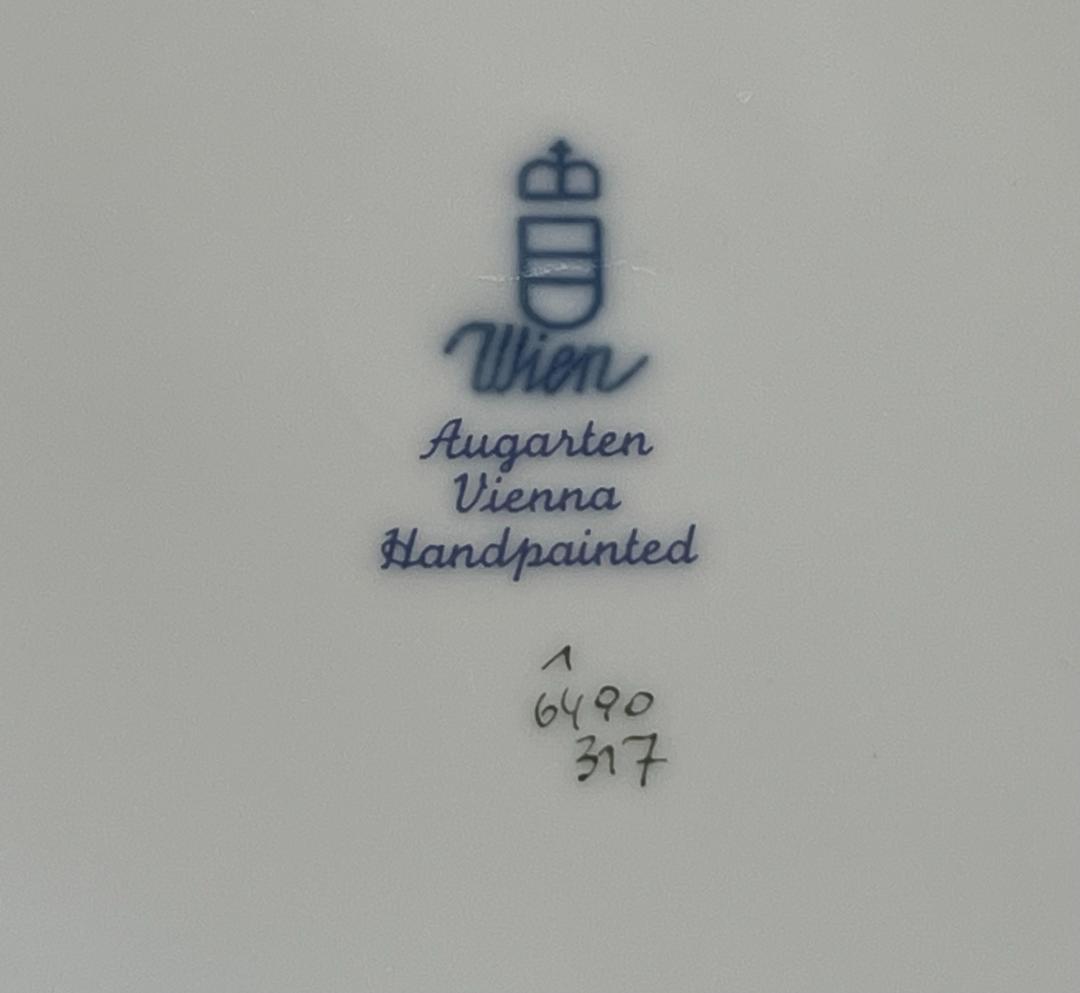 Wien
Augarten
Vienna
Handpainted
1
6490
317